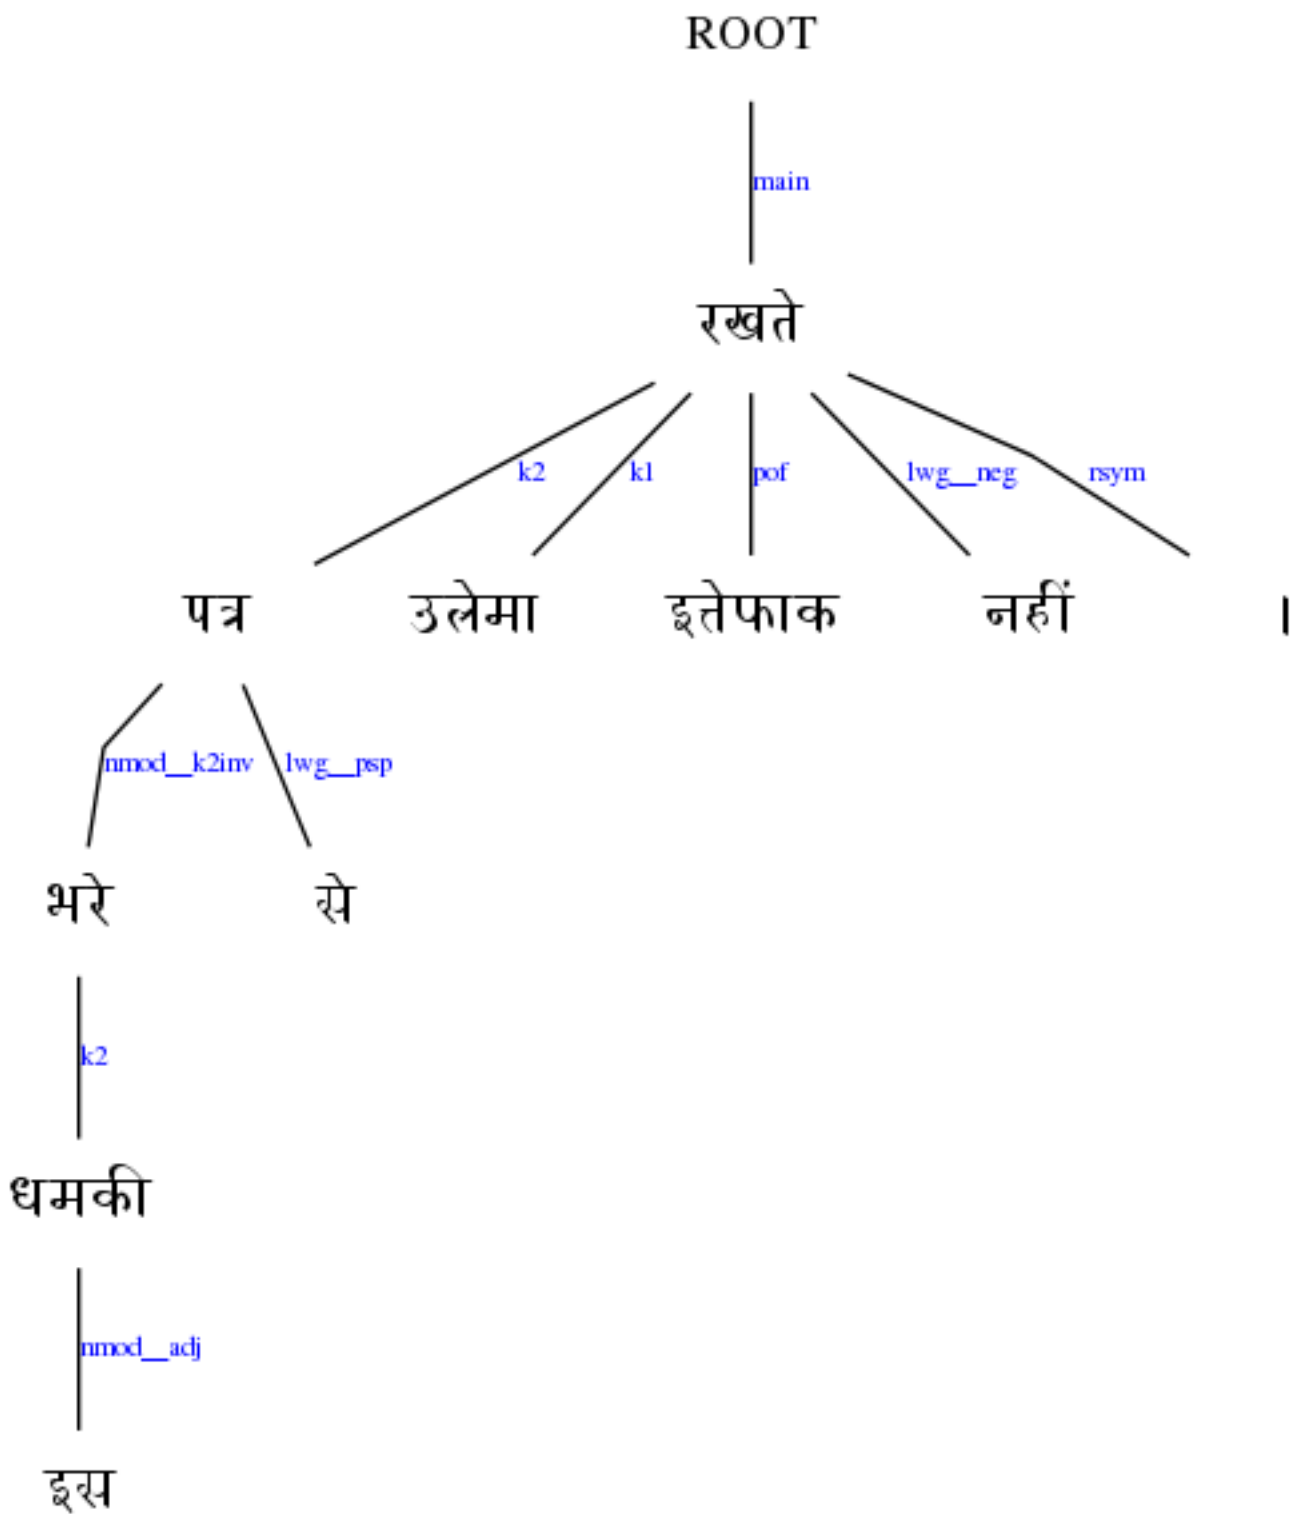 ROOT
main
रखते
k2 k1 pof lwg__neg rsym
पत्र उलेमा इत्तेफाक नहीं ।
nmod__k2inv lwg__psp
भरे से
k2
धमकी
nmod__adj
इस